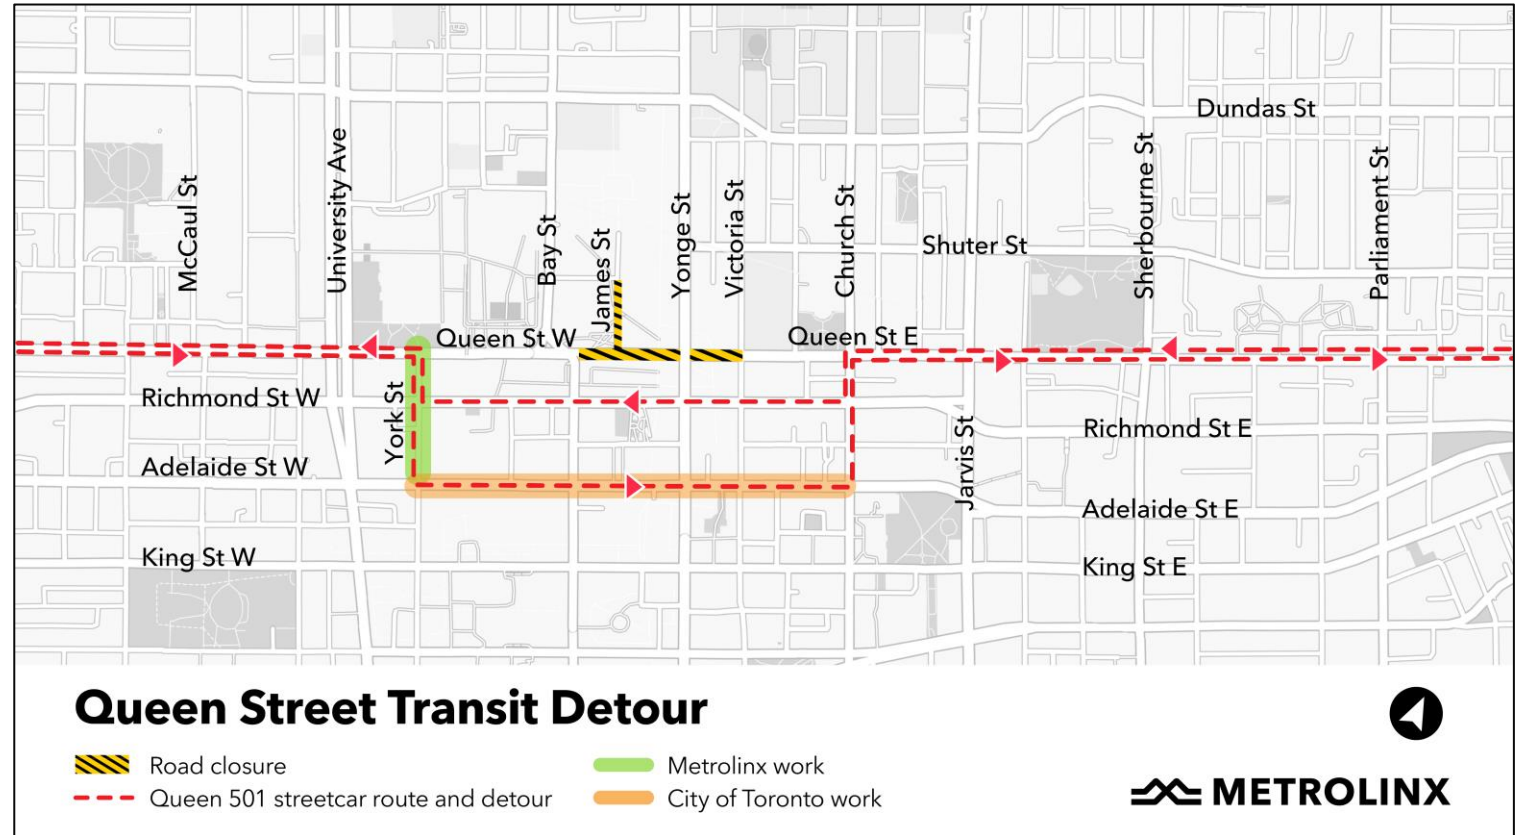 Dundas St
McCaul St
University Ave
Bay St
James St
Yonge St
Victoria St
Church St
Shuter St
Sherbourne St
Parliament St
Queen St W
Queen St E
Richmond St W
York St
Jarvis St
Richmond St E
Adelaide St W
Adelaide St E
King St W
King St E
Queen Street Transit Detour
Road closure
Queen 501 streetcar route and detour
Metrolinx work
City of Toronto work
METROLINX